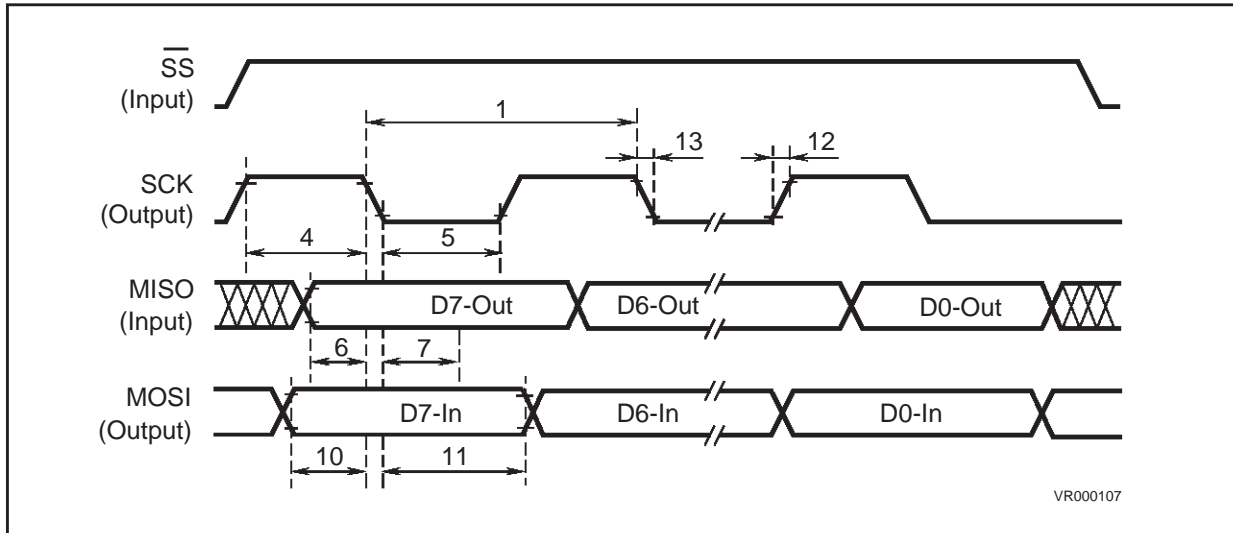 SS
(Input)
1
13
12
SCK
(Output)
4
5
MISO
(Input)
D7-Out
D6-Out
D0-Out
6
7
MOSI
(Output)
D7-In
D6-In
D0-In
10
11
VR000107